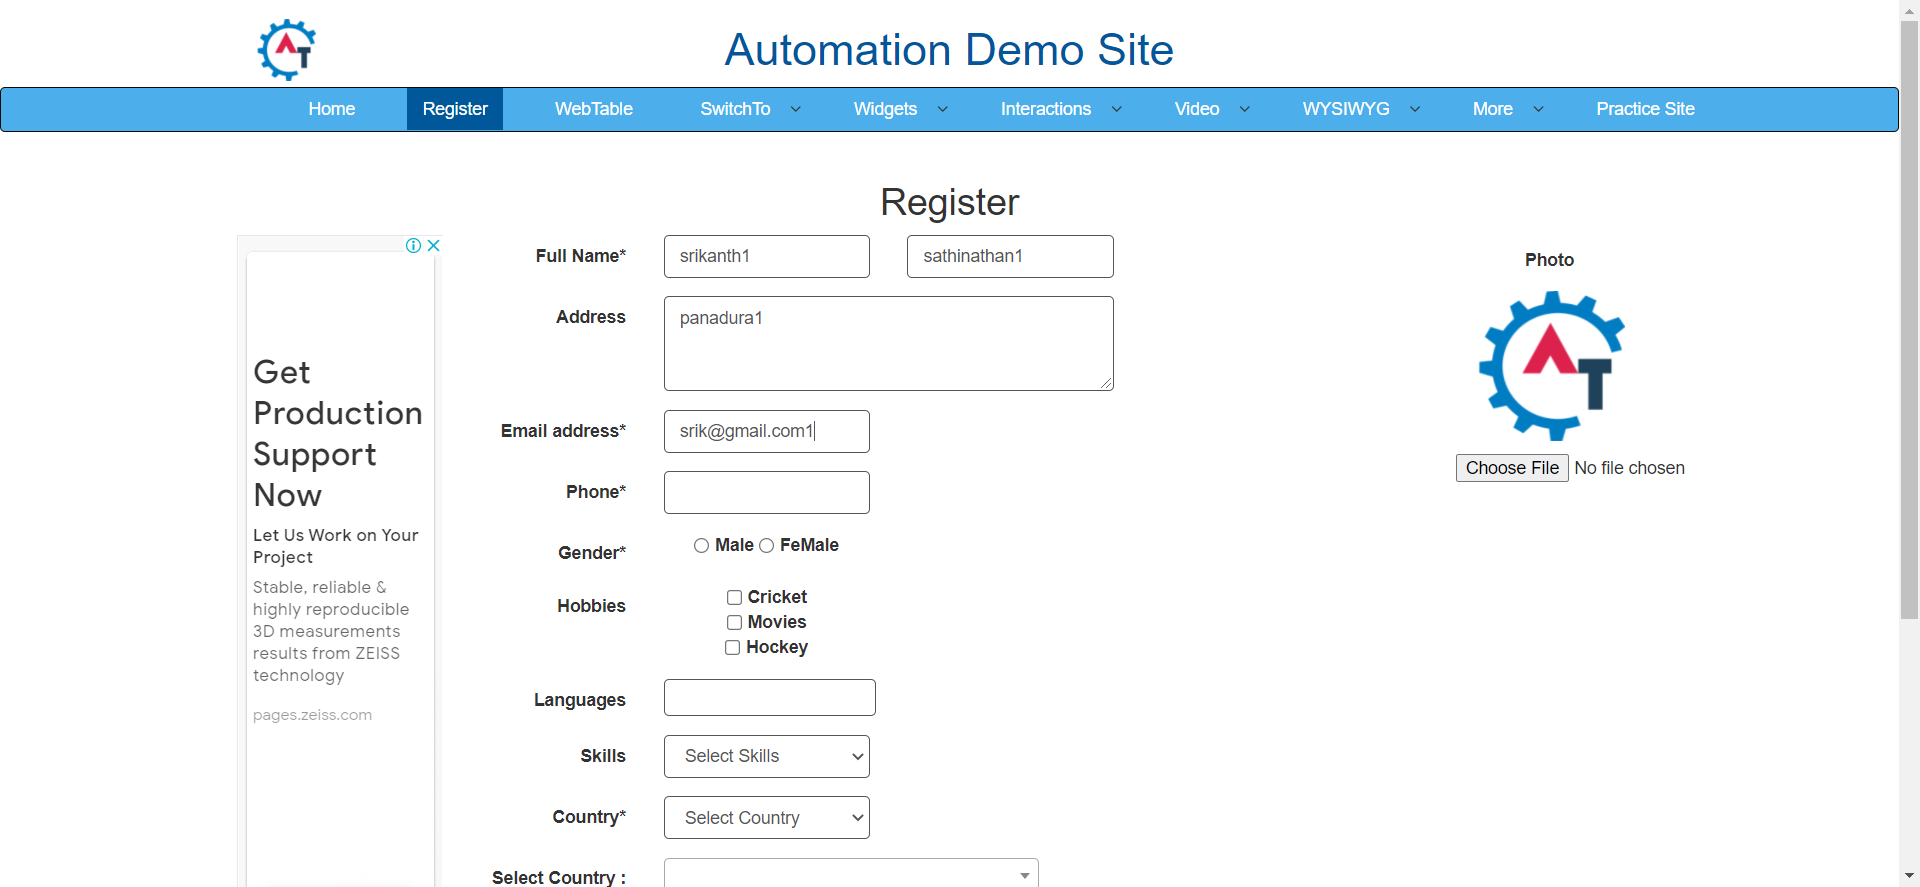 AT
Automation Demo Site
Home Register WebTable SwitchTo Widgets Interactions Video WYSIWYG More Practice Site
Register
Get
Production
Support
Now
Let Us Work on Your
Project
Stable, reliable &
highly reproducible
3D measurements
results from ZEISS
technology
pages.zeiss.com
Full Name* srikanth1 sathinathan1
Address panadura1
Email address* srik@gmail.com1
Phone*
Gender* Male FeMale
Hobbies Cricket
Movies
Hockey
Languages
Skills Select Skills
Country* Select Country
Select Country :
Photo
AT
Choose File No file chosen